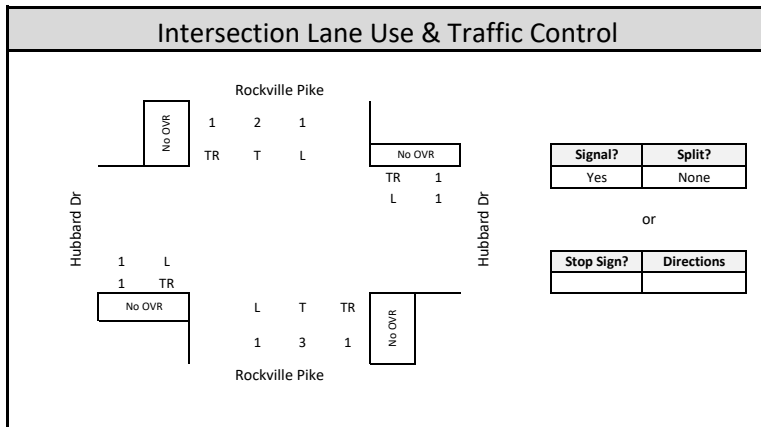 Intersection Lane Use & Traffic Control
Rockville Pike
No OVR
1 2 1
TR T L
No OVR
TR 1
L 1
Hubbard Dr
Hubbard Dr
1 L
1 TR
No OVR
L T TR
1 3 1
No OVR
Rockville Pike
Signal? Split?
Yes None
or
Stop Sign? Directions